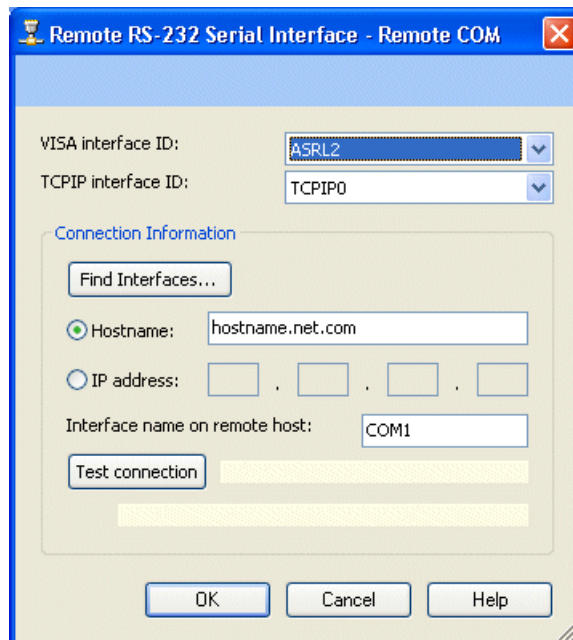 Remote RS-232 Serial Interface - Remote COM
VISA interface ID: ASRL2
TCPIP interface ID: TCPIP0
Connection Information
Find Interfaces...
Hostname: hostname.net.com
IP address: . . .
Interface name on remote host: COM1
Test connection
OK Cancel Help